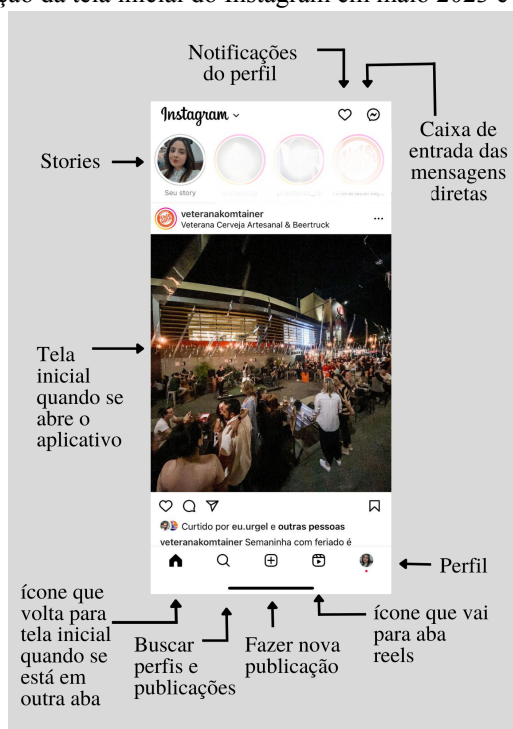 ção da tela inicial do Instagram em maio 2023 e
Notificações
do perfil
Instagram
Caixa de
entrada das
mensagens
diretas
Stories
Seu story
veteranakomtainer
Veterana Cerveja Artesanal & Beertruck
Tela
inicial
quando se
abre o
aplicativo
Curtido por eu.urgel e outras pessoas
veteranakomtainer Semaninha com feriado é
Perfil
ícone que
volta para
tela inicial
quando se
está em
outra aba
Buscar
perfis e
publicações
Fazer nova
publicação
ícone que vai
para aba
reels